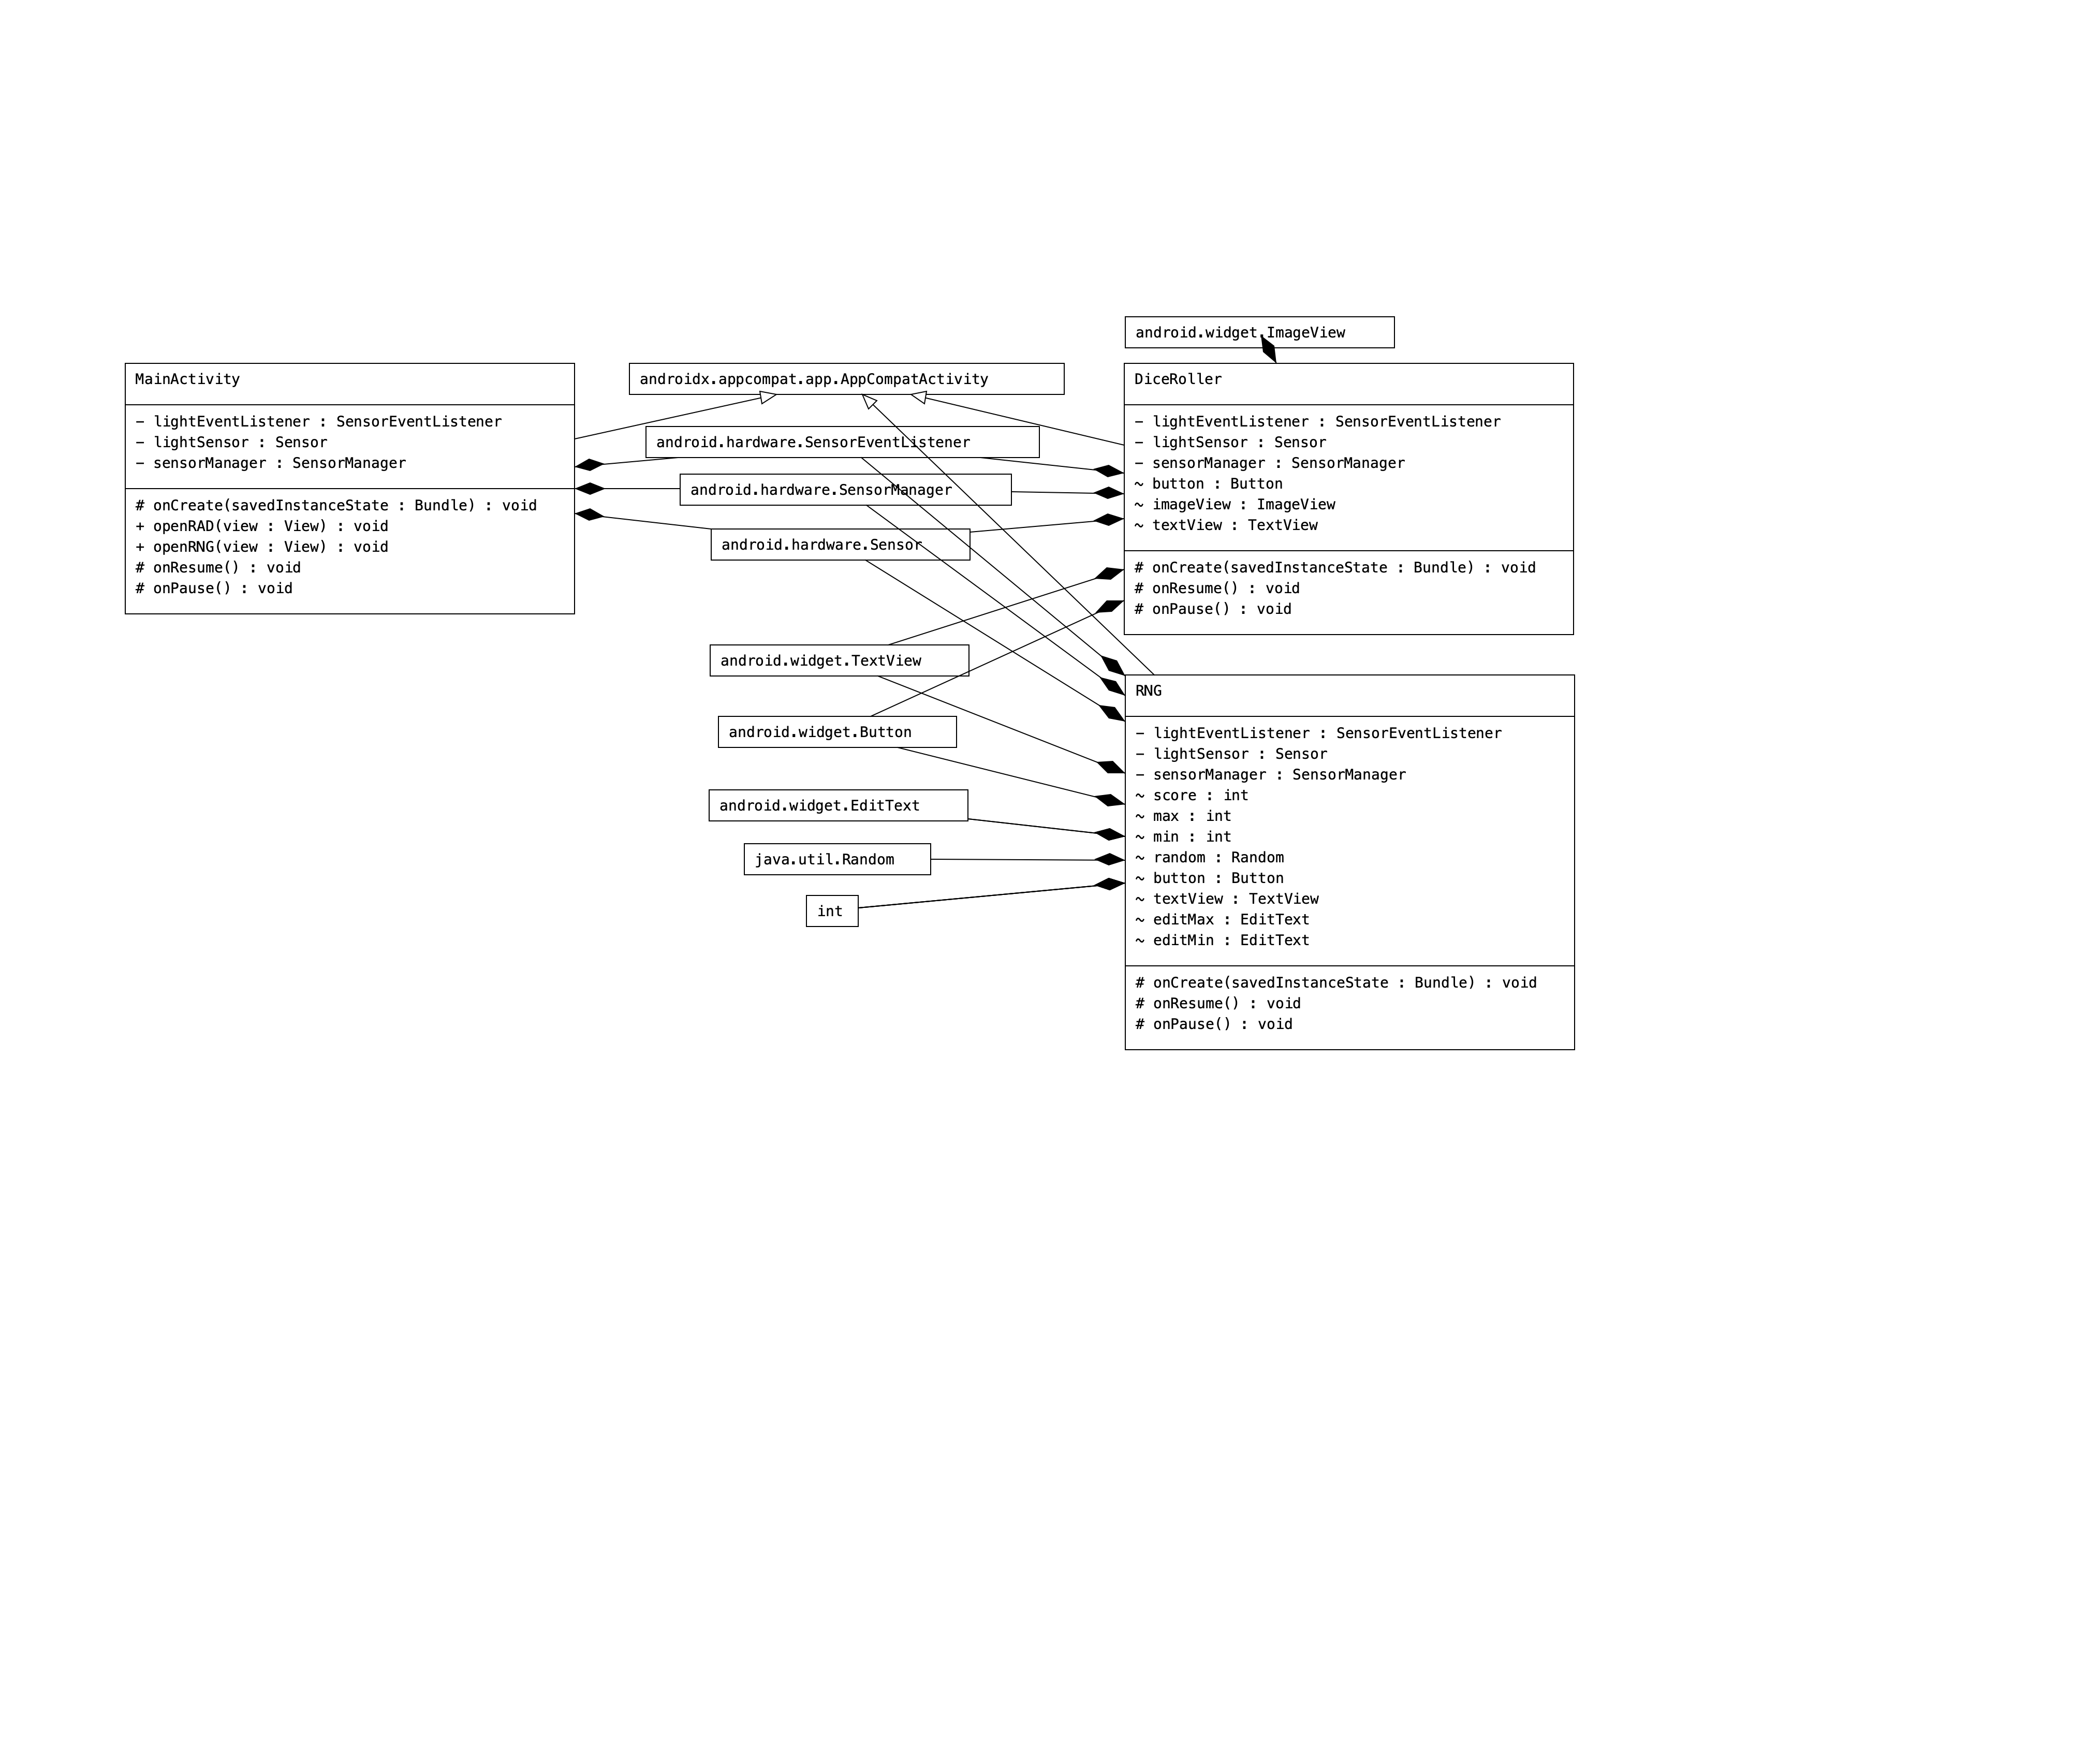 MainActivity
− lightEventListener : SensorEventListener
− lightSensor : Sensor
− sensorManager : SensorManager
# onCreate(savedInstanceState : Bundle) : void
+ openRAD(view : View) : void
+ openRNG(view : View) : void
# onResume() : void
# onPause() : void
androidx.appcompat.app.AppCompatActivity
android.hardware.SensorEventListener
android.hardware.SensorManager
android.hardware.Sensor
android.widget.TextView
android.widget.Button
android.widget.EditText
java.util.Random
int
android.widget.ImageView
DiceRoller
− lightEventListener : SensorEventListener
− lightSensor : Sensor
− sensorManager : SensorManager
~ button : Button
~ imageView : ImageView
~ textView : TextView
# onCreate(savedInstanceState : Bundle) : void
# onResume() : void
# onPause() : void
RNG
− lightEventListener : SensorEventListener
− lightSensor : Sensor
− sensorManager : SensorManager
~ score : int
~ max : int
~ min : int
~ random : Random
~ button : Button
~ textView : TextView
~ editMax : EditText
~ editMin : EditText
# onCreate(savedInstanceState : Bundle) : void
# onResume() : void
# onPause() : void